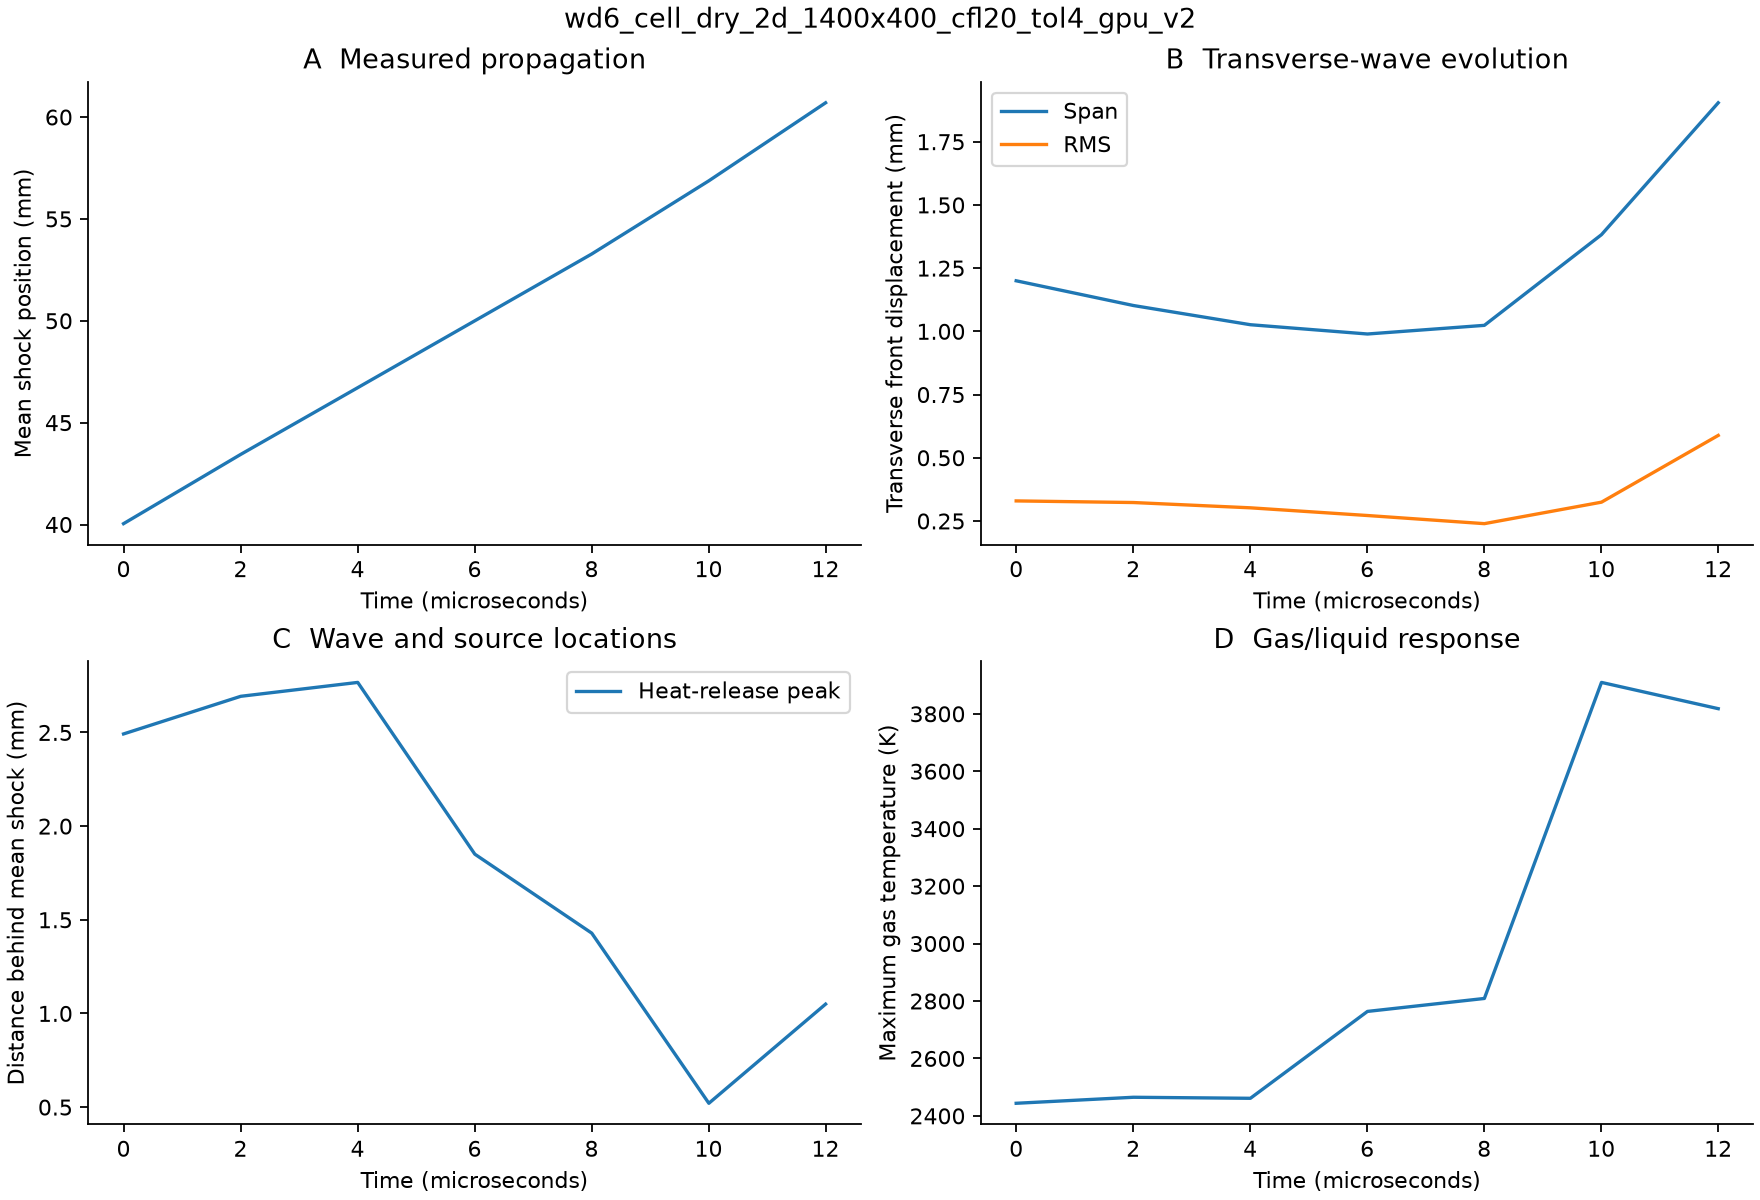 wd6_cell_dry_2d_1400x400_cfl20_tol4_gpu_v2
A  Measured propagation
Mean shock position (mm)
60
55
50
45
40
0 2 4 6 8 10 12
Time (microseconds)
B  Transverse-wave evolution
Span
RMS
Transverse front displacement (mm)
1.75
1.50
1.25
1.00
0.75
0.50
0.25
0 2 4 6 8 10 12
Time (microseconds)
C  Wave and source locations
Heat-release peak
Distance behind mean shock (mm)
2.5
2.0
1.5
1.0
0.5
0 2 4 6 8 10 12
Time (microseconds)
D  Gas/liquid response
Maximum gas temperature (K)
3800
3600
3400
3200
3000
2800
2600
2400
0 2 4 6 8 10 12
Time (microseconds)